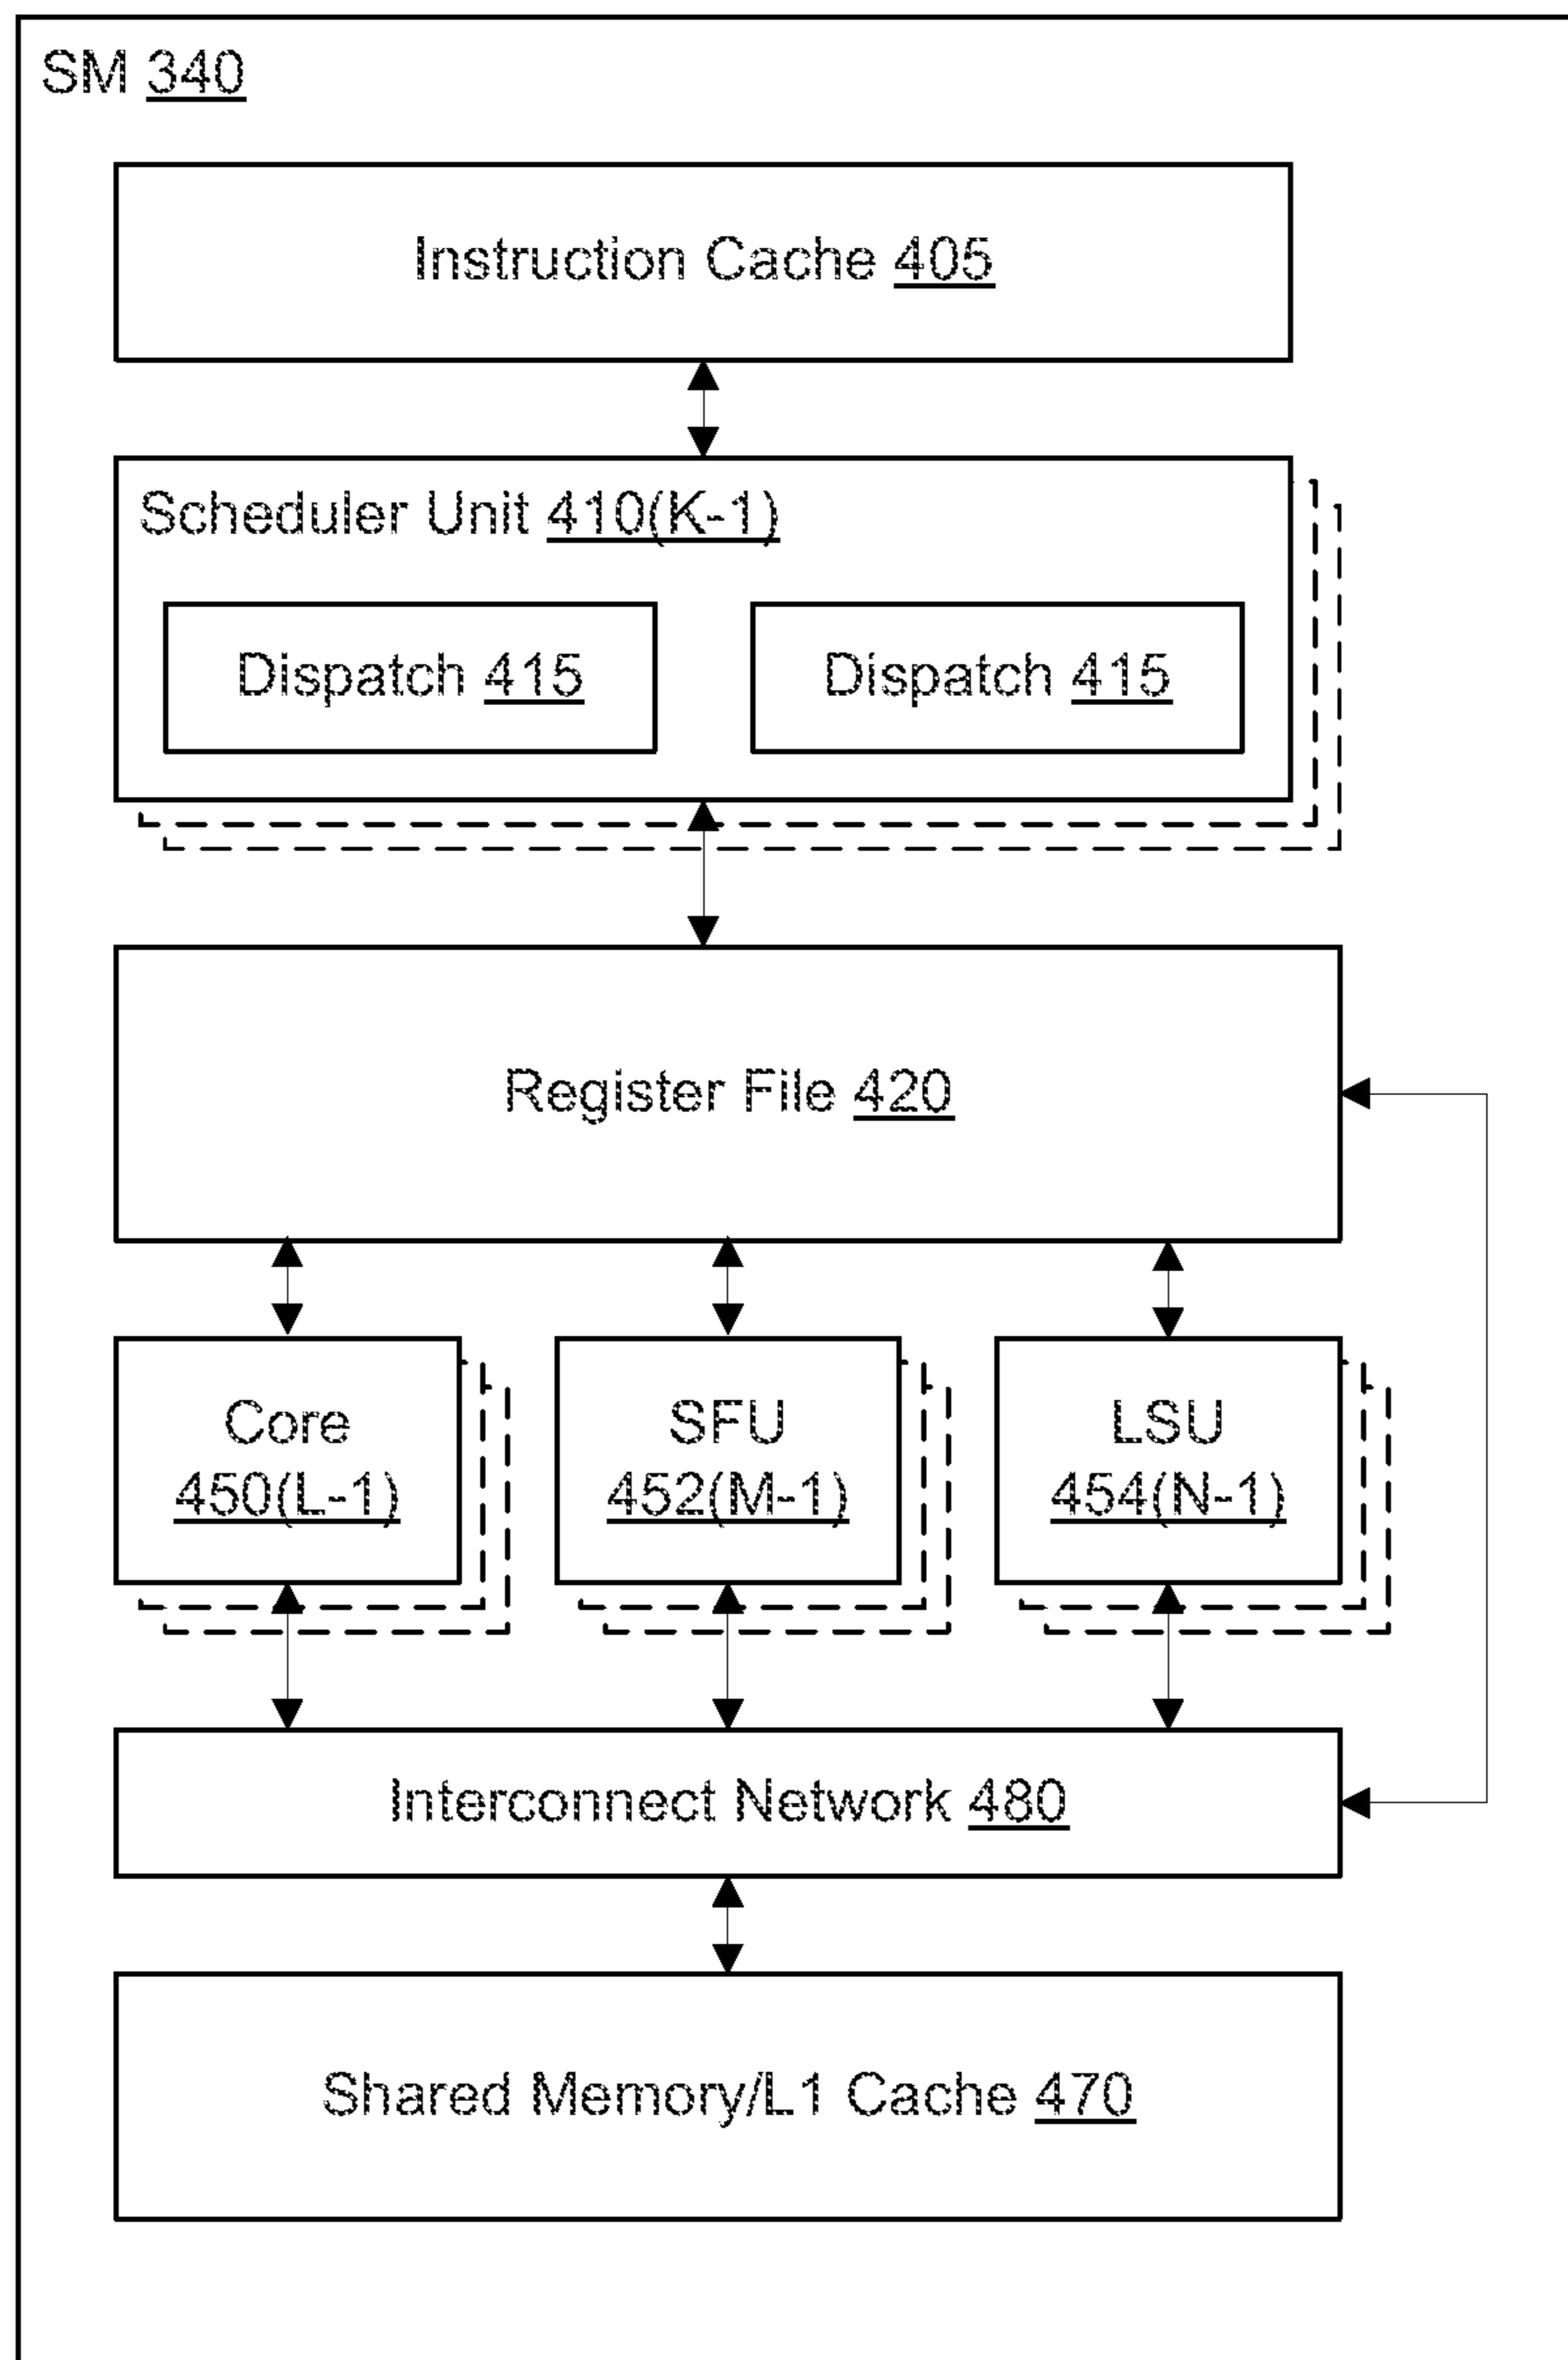 SM 340
Instruction Cache 405
Scheduler Unit 410(K-1)
Dispatch 415
Dispatch 415
Register File 420
Core
450(L-1)
SFU
452(M-1)
LSU
454(N-1)
Interconnect Network 480
Shared Memory/L1 Cache 470